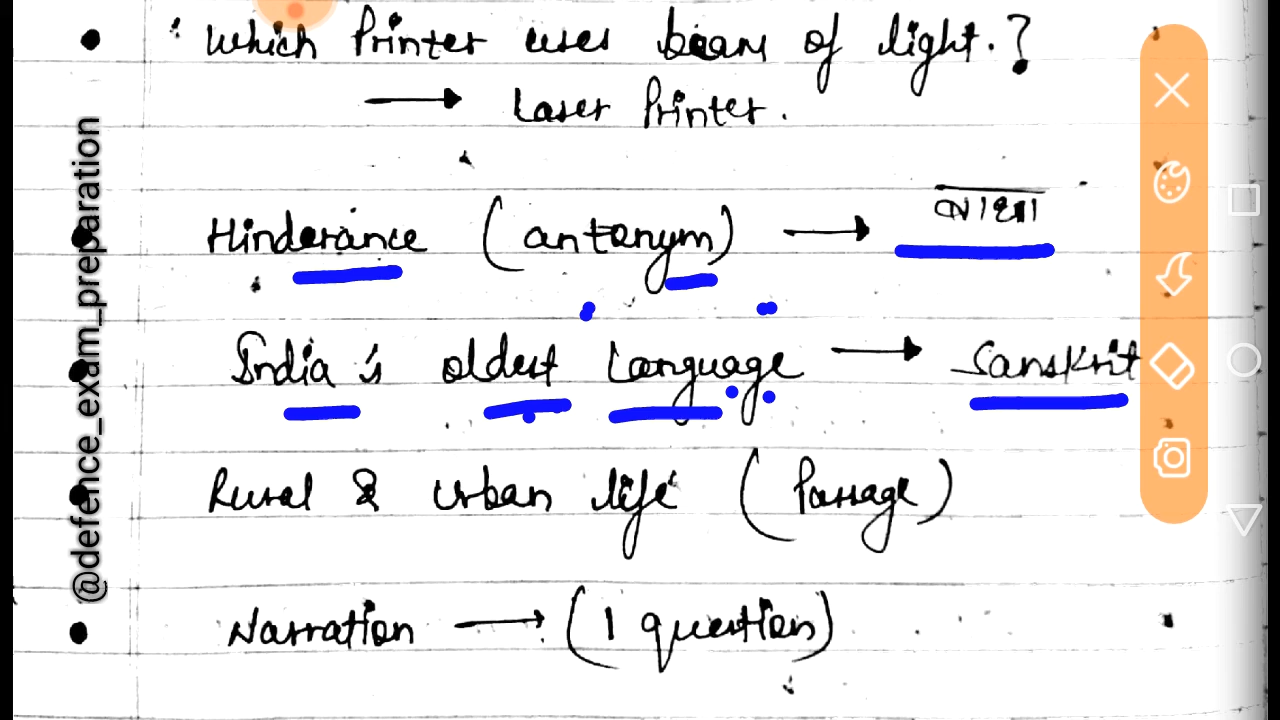 Which Printer uses beam of light.?
→ Laser Printer.
Hinderance (antonym) → बाधा
India's oldest Language → Sanskrit
Rural & Urban life (Passage)
Narration → (1 question)
@defence_exam_preparation